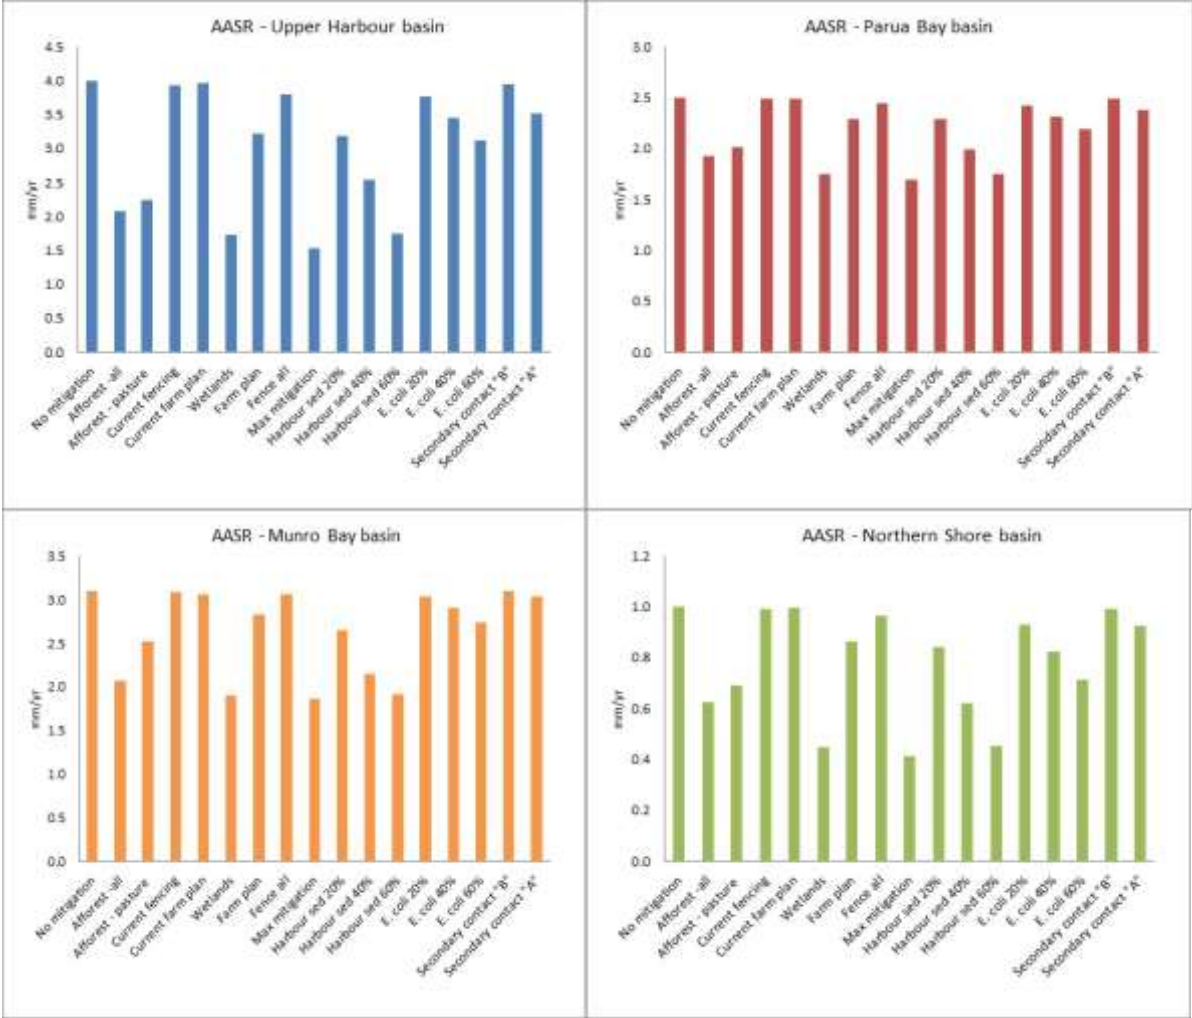 AASR - Upper Harbour basin
mm/yr
4.5
4.0
3.5
3.0
2.5
2.0
1.5
1.0
0.5
0.0
No mitigation
Afforest -all
Afforest - pasture
Current fencing
Current farm plan
Wetlands
Farm plan
Fence all
Max mitigation
Harbour sed 20%
Harbour sed 40%
Harbour sed 60%
E. coli 20%
E. coli 40%
E. coli 60%
Secondary contact "B"
Secondary contact "A"
AASR - Parua Bay basin
mm/yr
3.0
2.5
2.0
1.5
1.0
0.5
0.0
No mitigation
Afforest -all
Afforest - pasture
Current fencing
Current farm plan
Wetlands
Farm plan
Fence all
Max mitigation
Harbour sed 20%
Harbour sed 40%
Harbour sed 60%
E. coli 20%
E. coli 40%
E. coli 60%
Secondary contact "B"
Secondary contact "A"
AASR - Munro Bay basin
mm/yr
3.5
3.0
2.5
2.0
1.5
1.0
0.5
0.0
No mitigation
Afforest -all
Afforest - pasture
Current fencing
Current farm plan
Wetlands
Farm plan
Fence all
Max mitigation
Harbour sed 20%
Harbour sed 40%
Harbour sed 60%
E. coli 20%
E. coli 40%
E. coli 60%
Secondary contact "B"
Secondary contact "A"
AASR - Northern Shore basin
mm/yr
1.2
1.0
0.8
0.6
0.4
0.2
0.0
No mitigation
Afforest -all
Afforest - pasture
Current fencing
Current farm plan
Wetlands
Farm plan
Fence all
Max mitigation
Harbour sed 20%
Harbour sed 40%
Harbour sed 60%
E. coli 20%
E. coli 40%
E. coli 60%
Secondary contact "B"
Secondary contact "A"